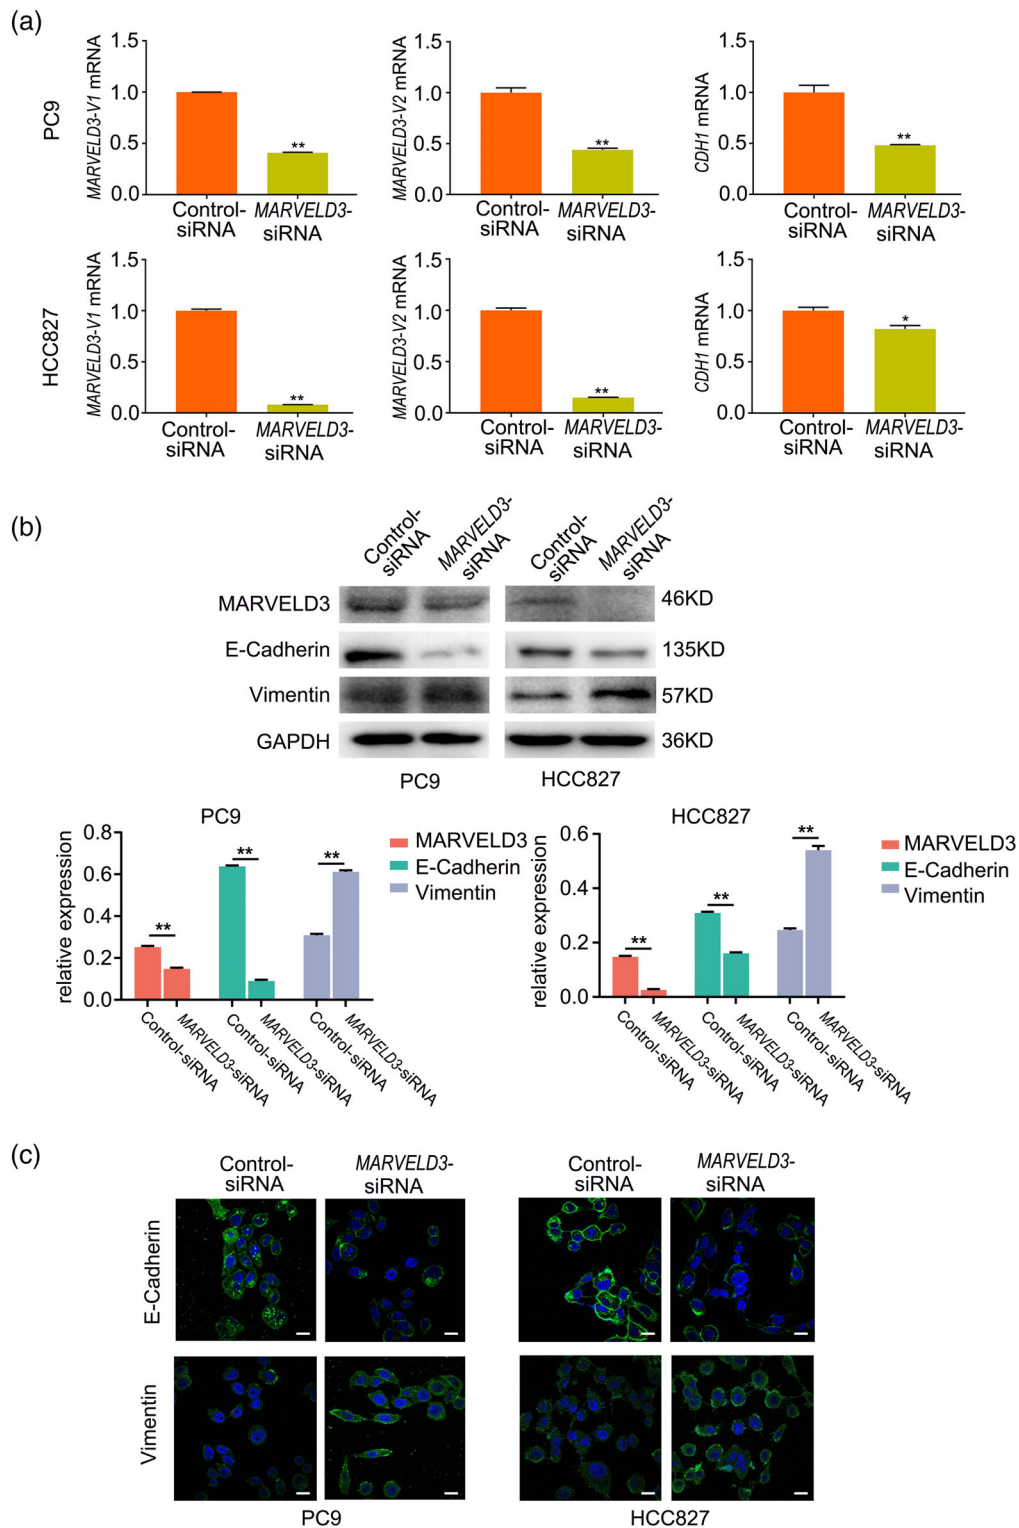 (a)
PC9
MARVELD3-V1 mRNA
1.5
1.0
0.5
0.0
**
Control-
siRNA
MARVELD3-
siRNA
MARVELD3-V2 mRNA
1.5
1.0
0.5
0.0
**
Control-
siRNA
MARVELD3-
siRNA
CDH1 mRNA
1.5
1.0
0.5
0.0
**
Control-
siRNA
MARVELD3-
siRNA
HCC827
MARVELD3-V1 mRNA
1.5
1.0
0.5
0.0
**
Control-
siRNA
MARVELD3-
siRNA
MARVELD3-V2 mRNA
1.5
1.0
0.5
0.0
**
Control-
siRNA
MARVELD3-
siRNA
CDH1 mRNA
1.5
1.0
0.5
0.0
*
Control-
siRNA
MARVELD3-
siRNA
(b)
Control-
siRNA
MARVELD3-
siRNA
Control-
siRNA
MARVELD3-
siRNA
MARVELD3
46KD
E-Cadherin
135KD
Vimentin
57KD
GAPDH
36KD
PC9
HCC827
PC9
relative expression
0.8
0.6
0.4
0.2
0.0
**
**
**
MARVELD3
E-Cadherin
Vimentin
Control-siRNA
MARVELD3-siRNA
Control-siRNA
MARVELD3-siRNA
Control-siRNA
MARVELD3-siRNA
HCC827
relative expression
0.6
0.4
0.2
0.0
**
**
**
MARVELD3
E-Cadherin
Vimentin
Control-siRNA
MARVELD3-siRNA
Control-siRNA
MARVELD3-siRNA
Control-siRNA
MARVELD3-siRNA
(c)
Control-
siRNA
MARVELD3-
siRNA
Control-
siRNA
MARVELD3-
siRNA
E-Cadherin
Vimentin
PC9
HCC827